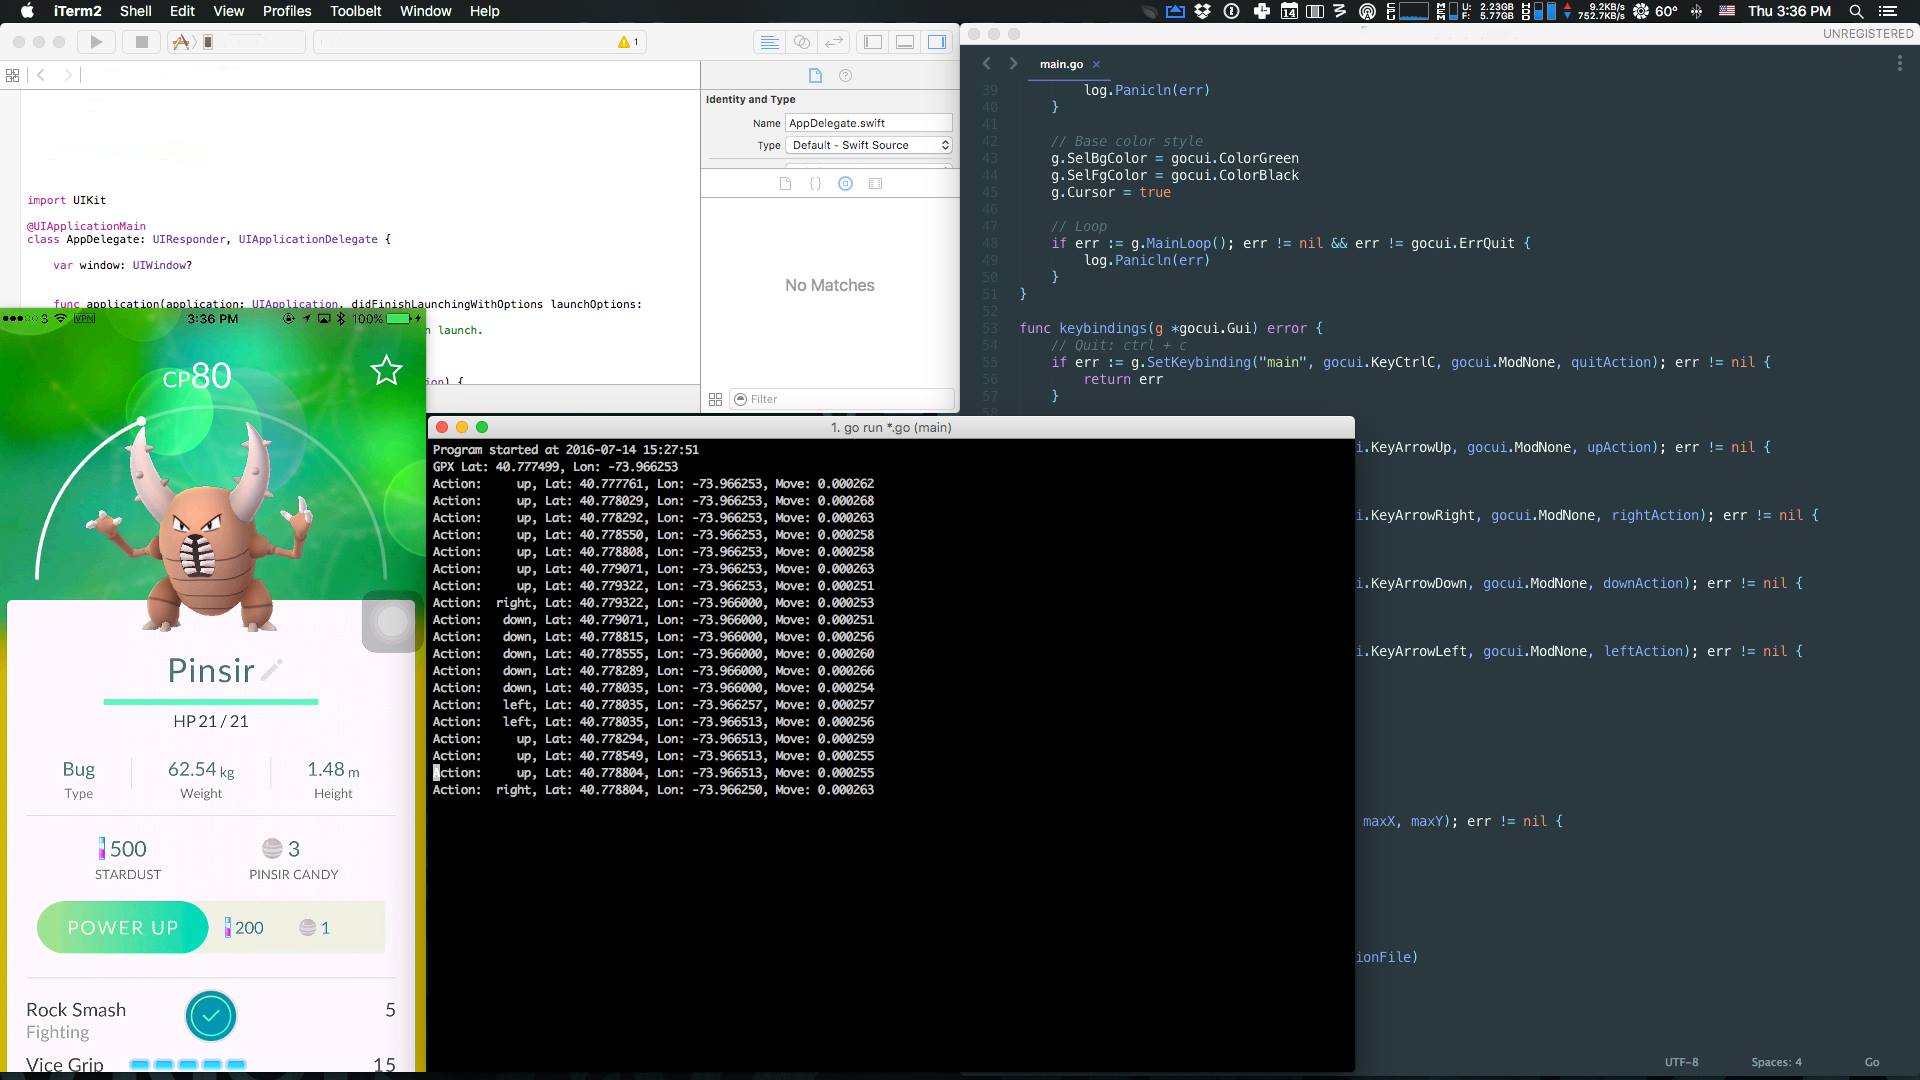 iTerm2 Shell Edit View Profiles Toolbelt Window Help
U: 2.23GB
F: 5.77GB
9.2KB/s
752.7KB/s
60°
Thu 3:36 PM
1
Identity and Type
Name AppDelegate.swift
Type Default - Swift Source
No Matches
Filter
import UIKit
@UIApplicationMain
class AppDelegate: UIResponder, UIApplicationDelegate {
var window: UIWindow?
func application(application: UIApplication, didFinishLaunchingWithOptions launchOptions:
n launch.
ion) {
UNREGISTERED
main.go
39 log.Panicln(err)
40 }
41
42 // Base color style
43 g.SelBgColor = gocui.ColorGreen
44 g.SelFgColor = gocui.ColorBlack
45 g.Cursor = true
46
47 // Loop
48 if err := g.MainLoop(); err != nil && err != gocui.ErrQuit {
49 log.Panicln(err)
50 }
51 }
52
53 func keybindings(g *gocui.Gui) error {
54 // Quit: ctrl + c
55 if err := g.SetKeybinding("main", gocui.KeyCtrlC, gocui.ModNone, quitAction); err != nil {
56 return err
57 }
58
i.KeyArrowUp, gocui.ModNone, upAction); err != nil {
i.KeyArrowRight, gocui.ModNone, rightAction); err != nil {
i.KeyArrowDown, gocui.ModNone, downAction); err != nil {
i.KeyArrowLeft, gocui.ModNone, leftAction); err != nil {
maxX, maxY); err != nil {
ionFile)
UTF-8 Spaces: 4 Go
3 VPN 3:36 PM 100%
CP80
Pinsir
HP 21 / 21
Bug 62.54 kg 1.48 m
Type Weight Height
500 3
STARDUST PINSIR CANDY
POWER UP 200 1
Rock Smash 5
Fighting
Vice Grip 15
1. go run *.go (main)
Program started at 2016-07-14 15:27:51
GPX Lat: 40.777499, Lon: -73.966253
Action: up, Lat: 40.777761, Lon: -73.966253, Move: 0.000262
Action: up, Lat: 40.778029, Lon: -73.966253, Move: 0.000268
Action: up, Lat: 40.778292, Lon: -73.966253, Move: 0.000263
Action: up, Lat: 40.778550, Lon: -73.966253, Move: 0.000258
Action: up, Lat: 40.778808, Lon: -73.966253, Move: 0.000258
Action: up, Lat: 40.779071, Lon: -73.966253, Move: 0.000263
Action: up, Lat: 40.779322, Lon: -73.966253, Move: 0.000251
Action: right, Lat: 40.779322, Lon: -73.966000, Move: 0.000253
Action: down, Lat: 40.779071, Lon: -73.966000, Move: 0.000251
Action: down, Lat: 40.778815, Lon: -73.966000, Move: 0.000256
Action: down, Lat: 40.778555, Lon: -73.966000, Move: 0.000260
Action: down, Lat: 40.778289, Lon: -73.966000, Move: 0.000266
Action: down, Lat: 40.778035, Lon: -73.966000, Move: 0.000254
Action: left, Lat: 40.778035, Lon: -73.966257, Move: 0.000257
Action: left, Lat: 40.778035, Lon: -73.966513, Move: 0.000256
Action: up, Lat: 40.778294, Lon: -73.966513, Move: 0.000259
Action: up, Lat: 40.778549, Lon: -73.966513, Move: 0.000255
Action: up, Lat: 40.778804, Lon: -73.966513, Move: 0.000255
Action: right, Lat: 40.778804, Lon: -73.966250, Move: 0.000263